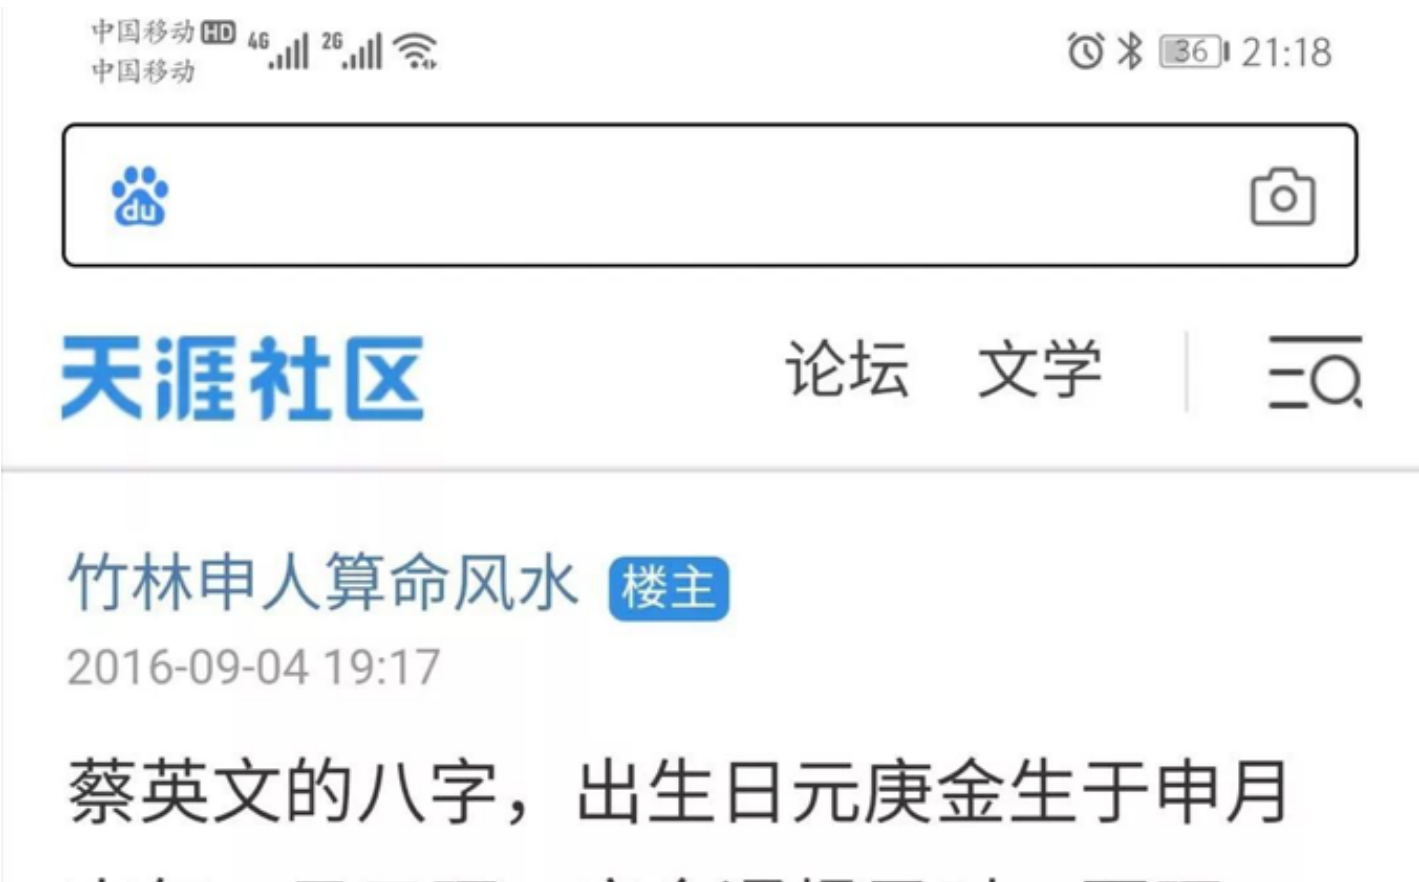 中国移动 HD 4G 2G 36 21:18
中国移动
du
天涯社区 论坛 文学
竹林申人算命风水 楼主
2016-09-04 19:17
蔡英文的八字，出生日元庚金生于申月